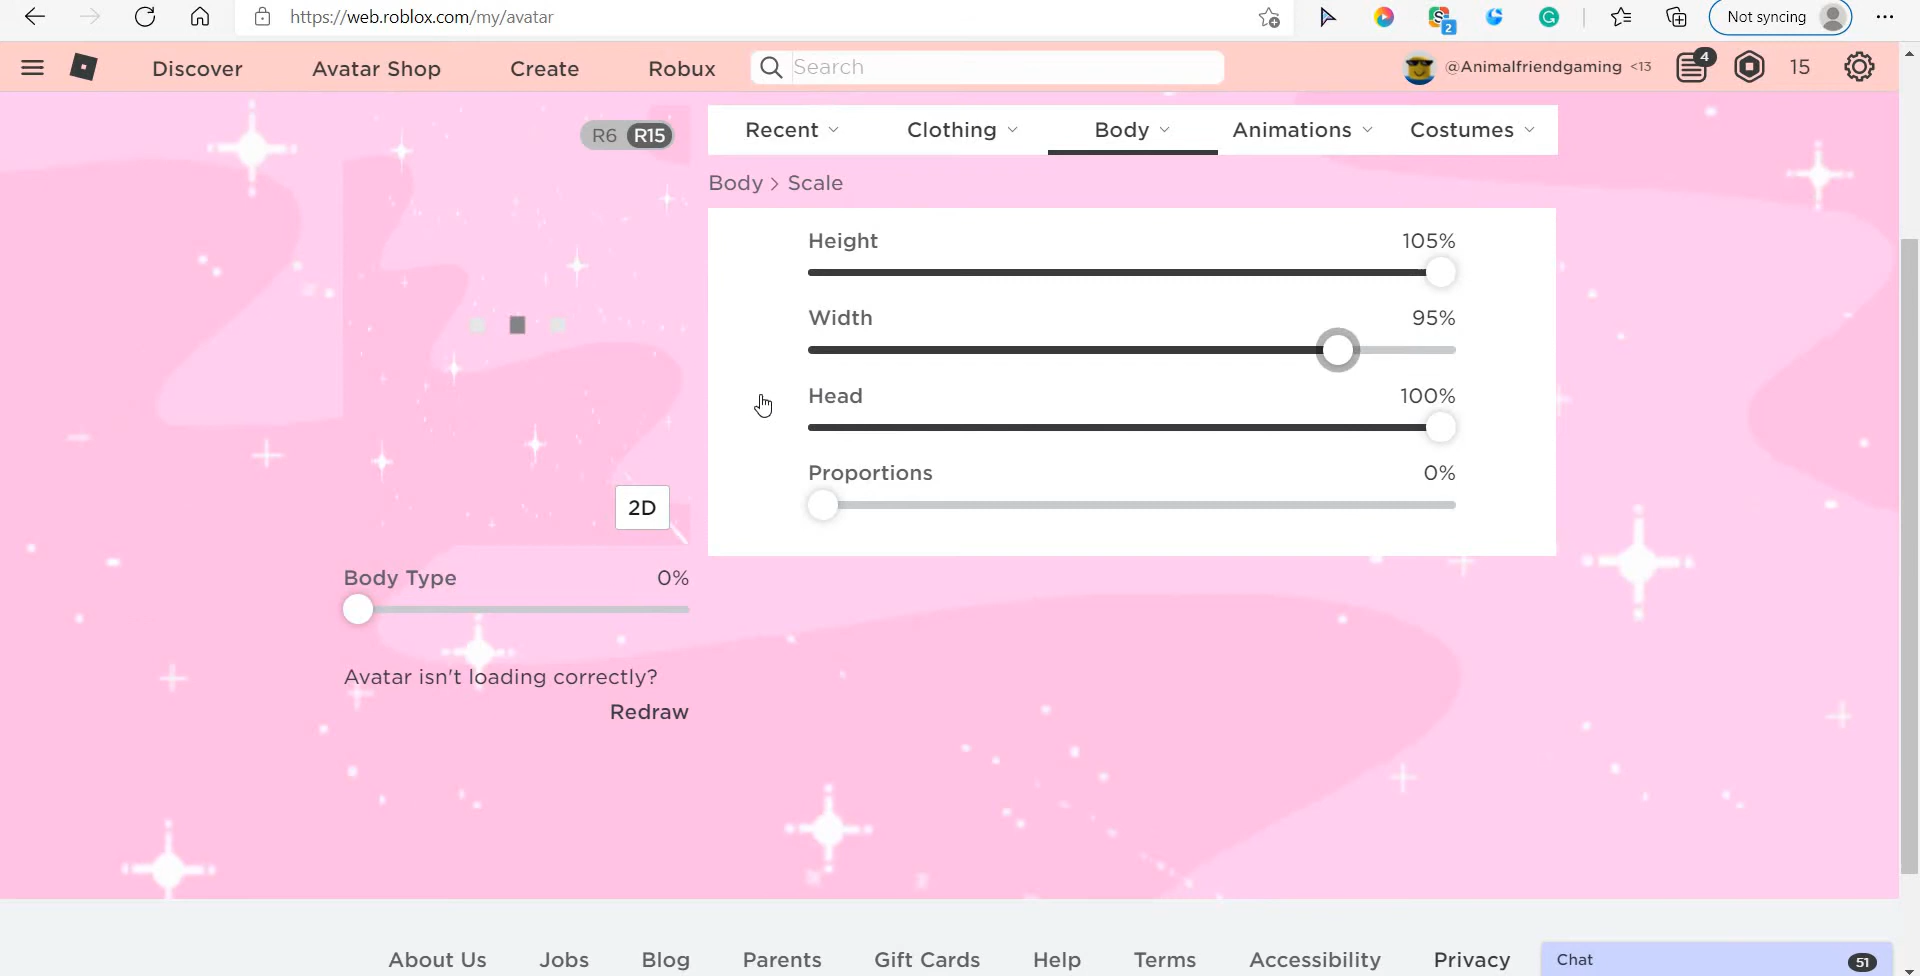 https://web.roblox.com/my/avatar
2
Not syncing
Discover
Avatar Shop
Create
Robux
Search
@Animalfriendgaming <13
4
15
R6 R15
Recent
Clothing
Body
Animations
Costumes
Body > Scale
Height 105%
Width 95%
Head 100%
Proportions 0%
2D
Body Type 0%
Avatar isn't loading correctly?
Redraw
About Us
Jobs
Blog
Parents
Gift Cards
Help
Terms
Accessibility
Privacy
Chat 51